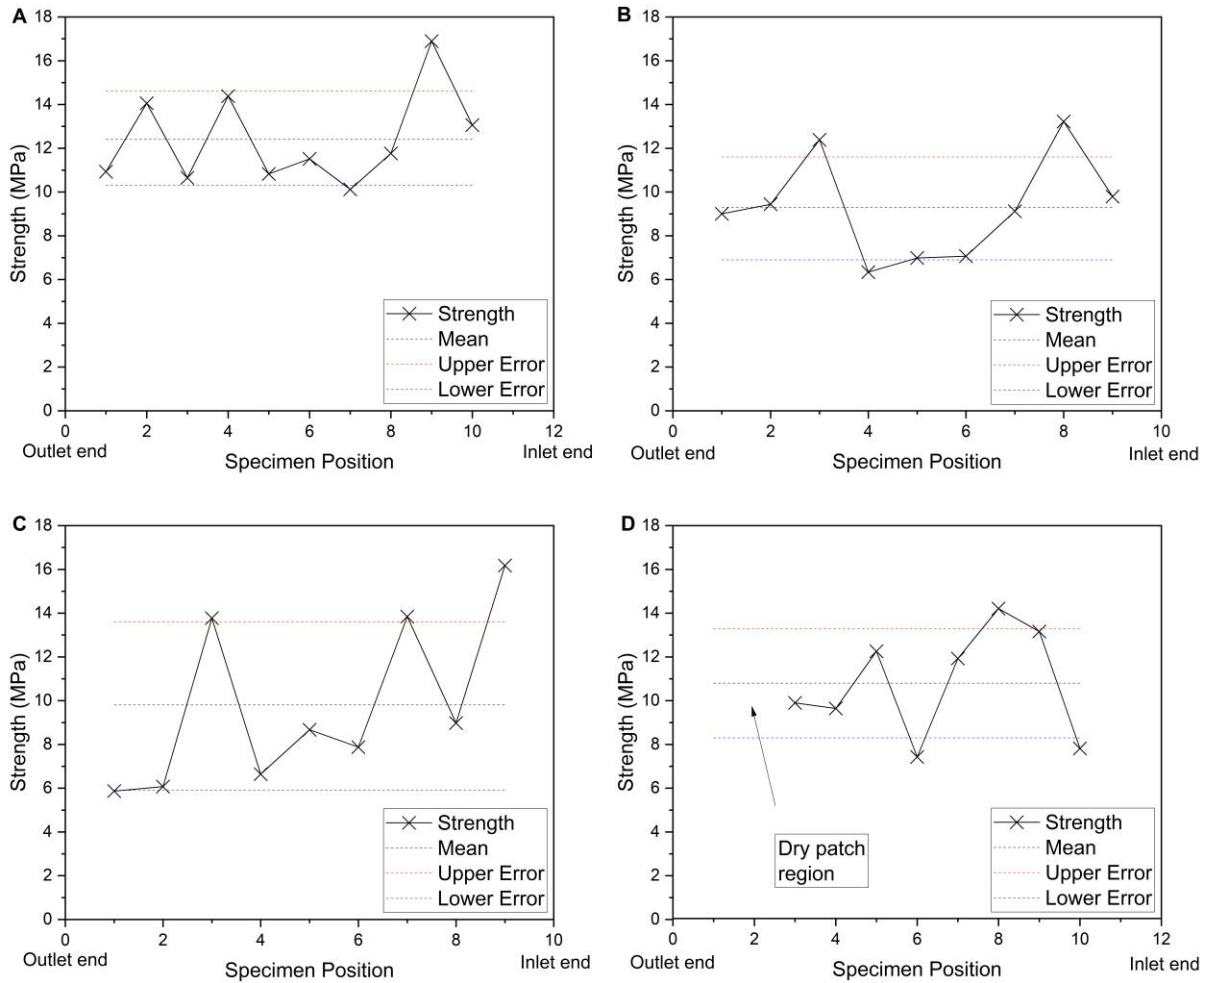 A
18
16
14
12
10
8
6
4
2
0
Strength (MPa)
Strength
Mean
Upper Error
Lower Error
0 2 4 6 8 10 12
Outlet end Specimen Position Inlet end
B
18
16
14
12
10
8
6
4
2
0
Strength (MPa)
Strength
Mean
Upper Error
Lower Error
0 2 4 6 8 10
Outlet end Specimen Position Inlet end
C
18
16
14
12
10
8
6
4
2
0
Strength (MPa)
Strength
Mean
Upper Error
Lower Error
0 2 4 6 8 10
Outlet end Specimen Position Inlet end
D
18
16
14
12
10
8
6
4
2
0
Strength (MPa)
Dry patch
region
Strength
Mean
Upper Error
Lower Error
0 2 4 6 8 10 12
Outlet end Specimen Position Inlet end